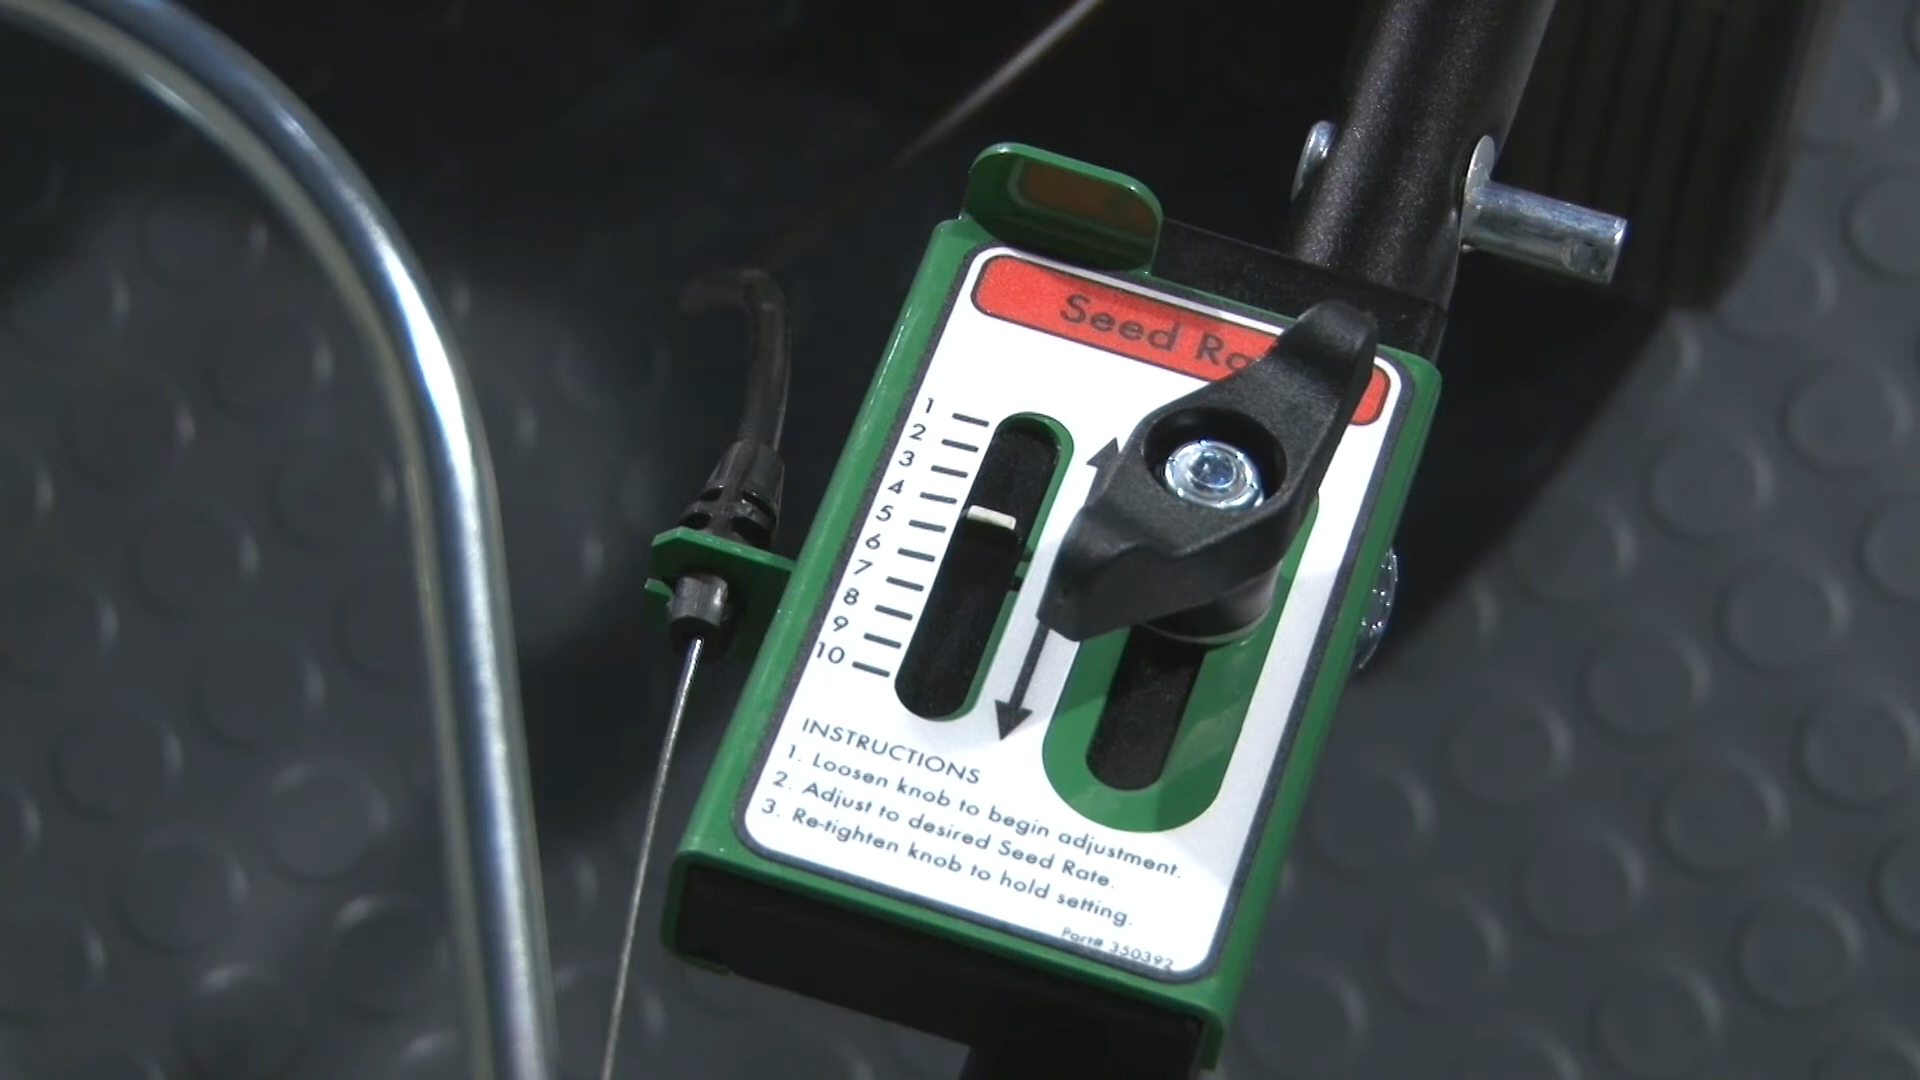 Seed
1
2
3
4
5
6
7
8
9
10
INSTRUCTIONS
1. Loosen knob to begin adjustment.
2. Adjust to desired Seed Rate.
3. Re-tighten knob to hold setting.
Part# 350392